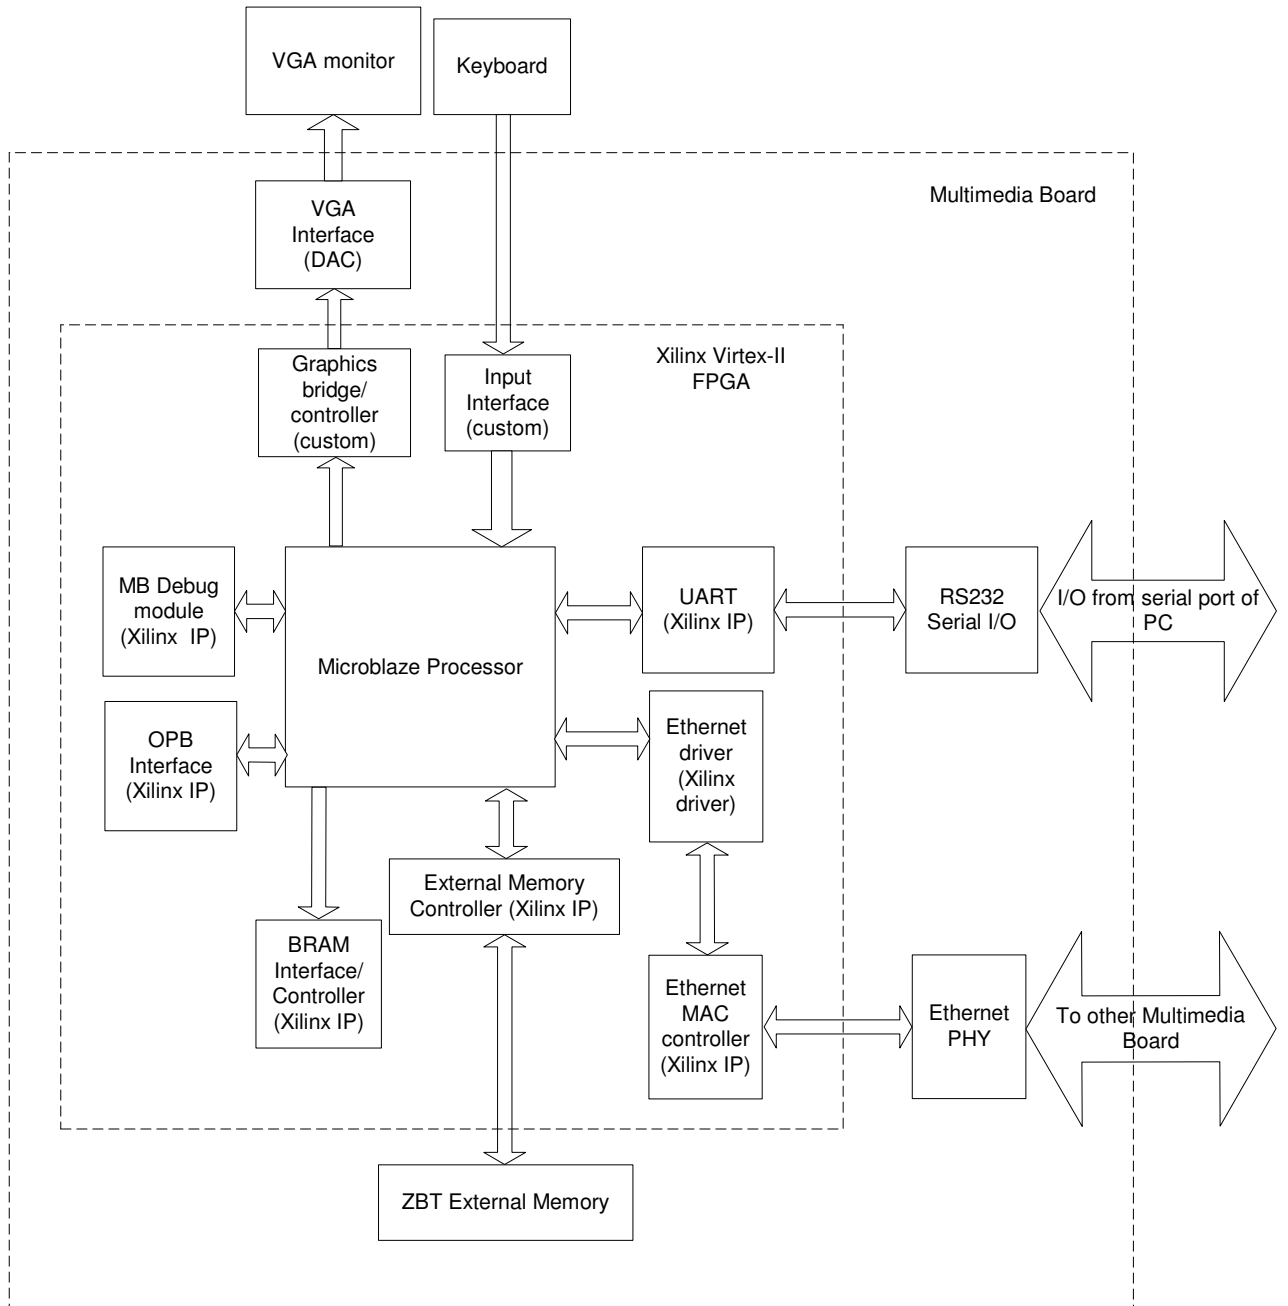 VGA monitor
Keyboard
Multimedia Board
VGA
Interface
(DAC)
Xilinx Virtex-II
FPGA
Graphics
bridge/
controller
(custom)
Input
Interface
(custom)
MB Debug
module
(Xilinx IP)
Microblaze Processor
UART
(Xilinx IP)
RS232
Serial I/O
I/O from serial port of
PC
OPB
Interface
(Xilinx IP)
Ethernet
driver
(Xilinx
driver)
External Memory
Controller (Xilinx IP)
BRAM
Interface/
Controller
(Xilinx IP)
Ethernet
MAC
controller
(Xilinx IP)
Ethernet
PHY
To other Multimedia
Board
ZBT External Memory